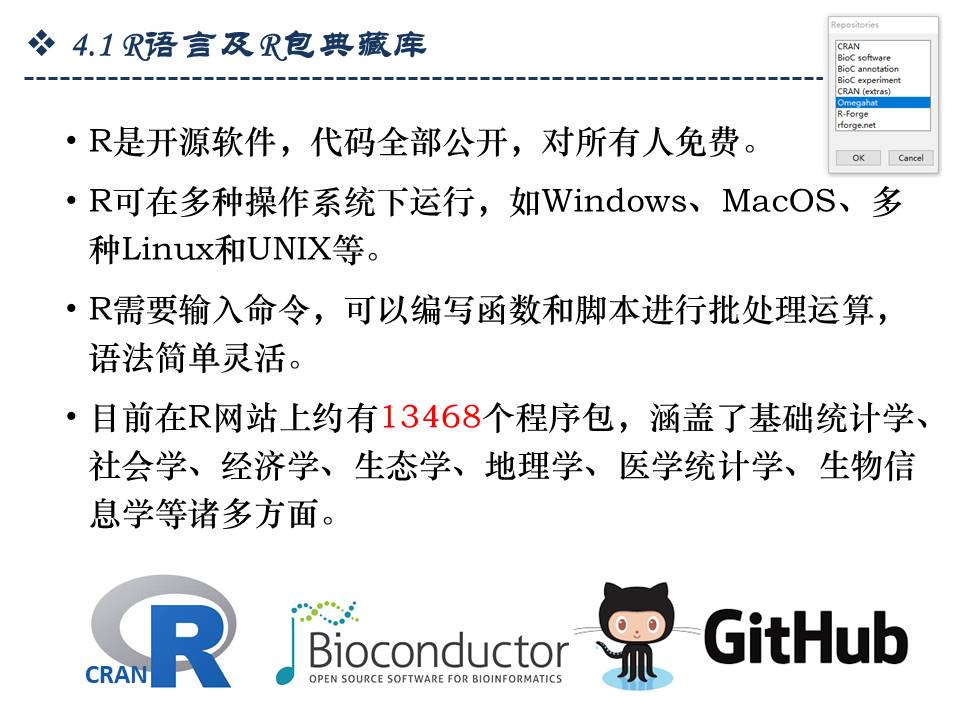 ❖ 4.1 R语言及R包典藏库
Repositories
CRAN
BioC software
BioC annotation
BioC experiment
CRAN (extras)
Omegahat
R-Forge
rforge.net
OK Cancel
• R是开源软件，代码全部公开，对所有人免费。
• R可在多种操作系统下运行，如Windows、MacOS、多
种Linux和UNIX等。
• R需要输入命令，可以编写函数和脚本进行批处理运算，
语法简单灵活。
• 目前在R网站上约有13468个程序包，涵盖了基础统计学、
社会学、经济学、生态学、地理学、医学统计学、生物信
息学等诸多方面。
R
CRAN
Bioconductor
OPEN SOURCE SOFTWARE FOR BIOINFORMATICS
GitHub